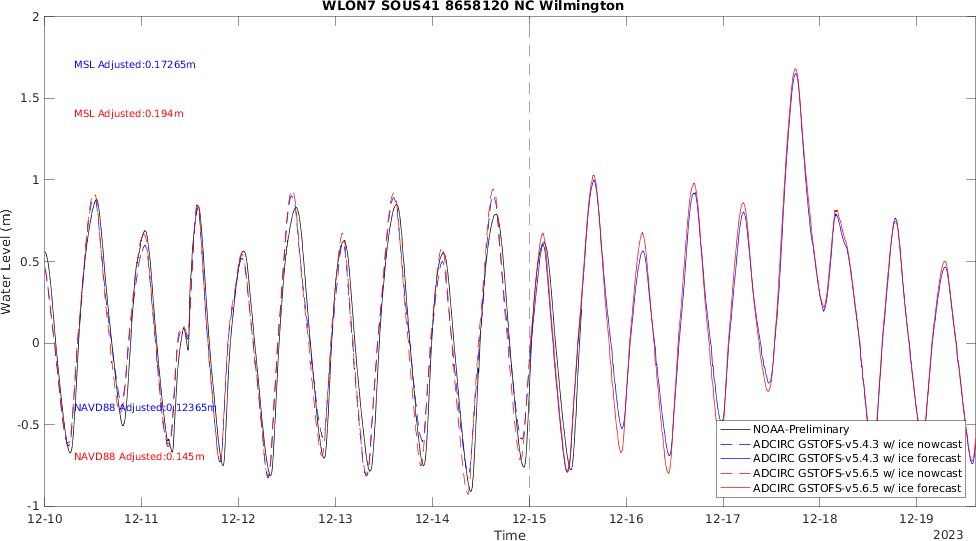 WLON7 SOUS41 8658120 NC Wilmington
2
1.5
1
0.5
0
-0.5
-1
Water Level (m)
MSL Adjusted:0.17265m
MSL Adjusted:0.194m
NAVD88 Adjusted:0.12365m
NAVD88 Adjusted:0.145m
NOAA-Preliminary
ADCIRC GSTOFS-v5.4.3 w/ ice nowcast
ADCIRC GSTOFS-v5.4.3 w/ ice forecast
ADCIRC GSTOFS-v5.6.5 w/ ice nowcast
ADCIRC GSTOFS-v5.6.5 w/ ice forecast
12-10 12-11 12-12 12-13 12-14 12-15 12-16 12-17 12-18 12-19
Time
2023